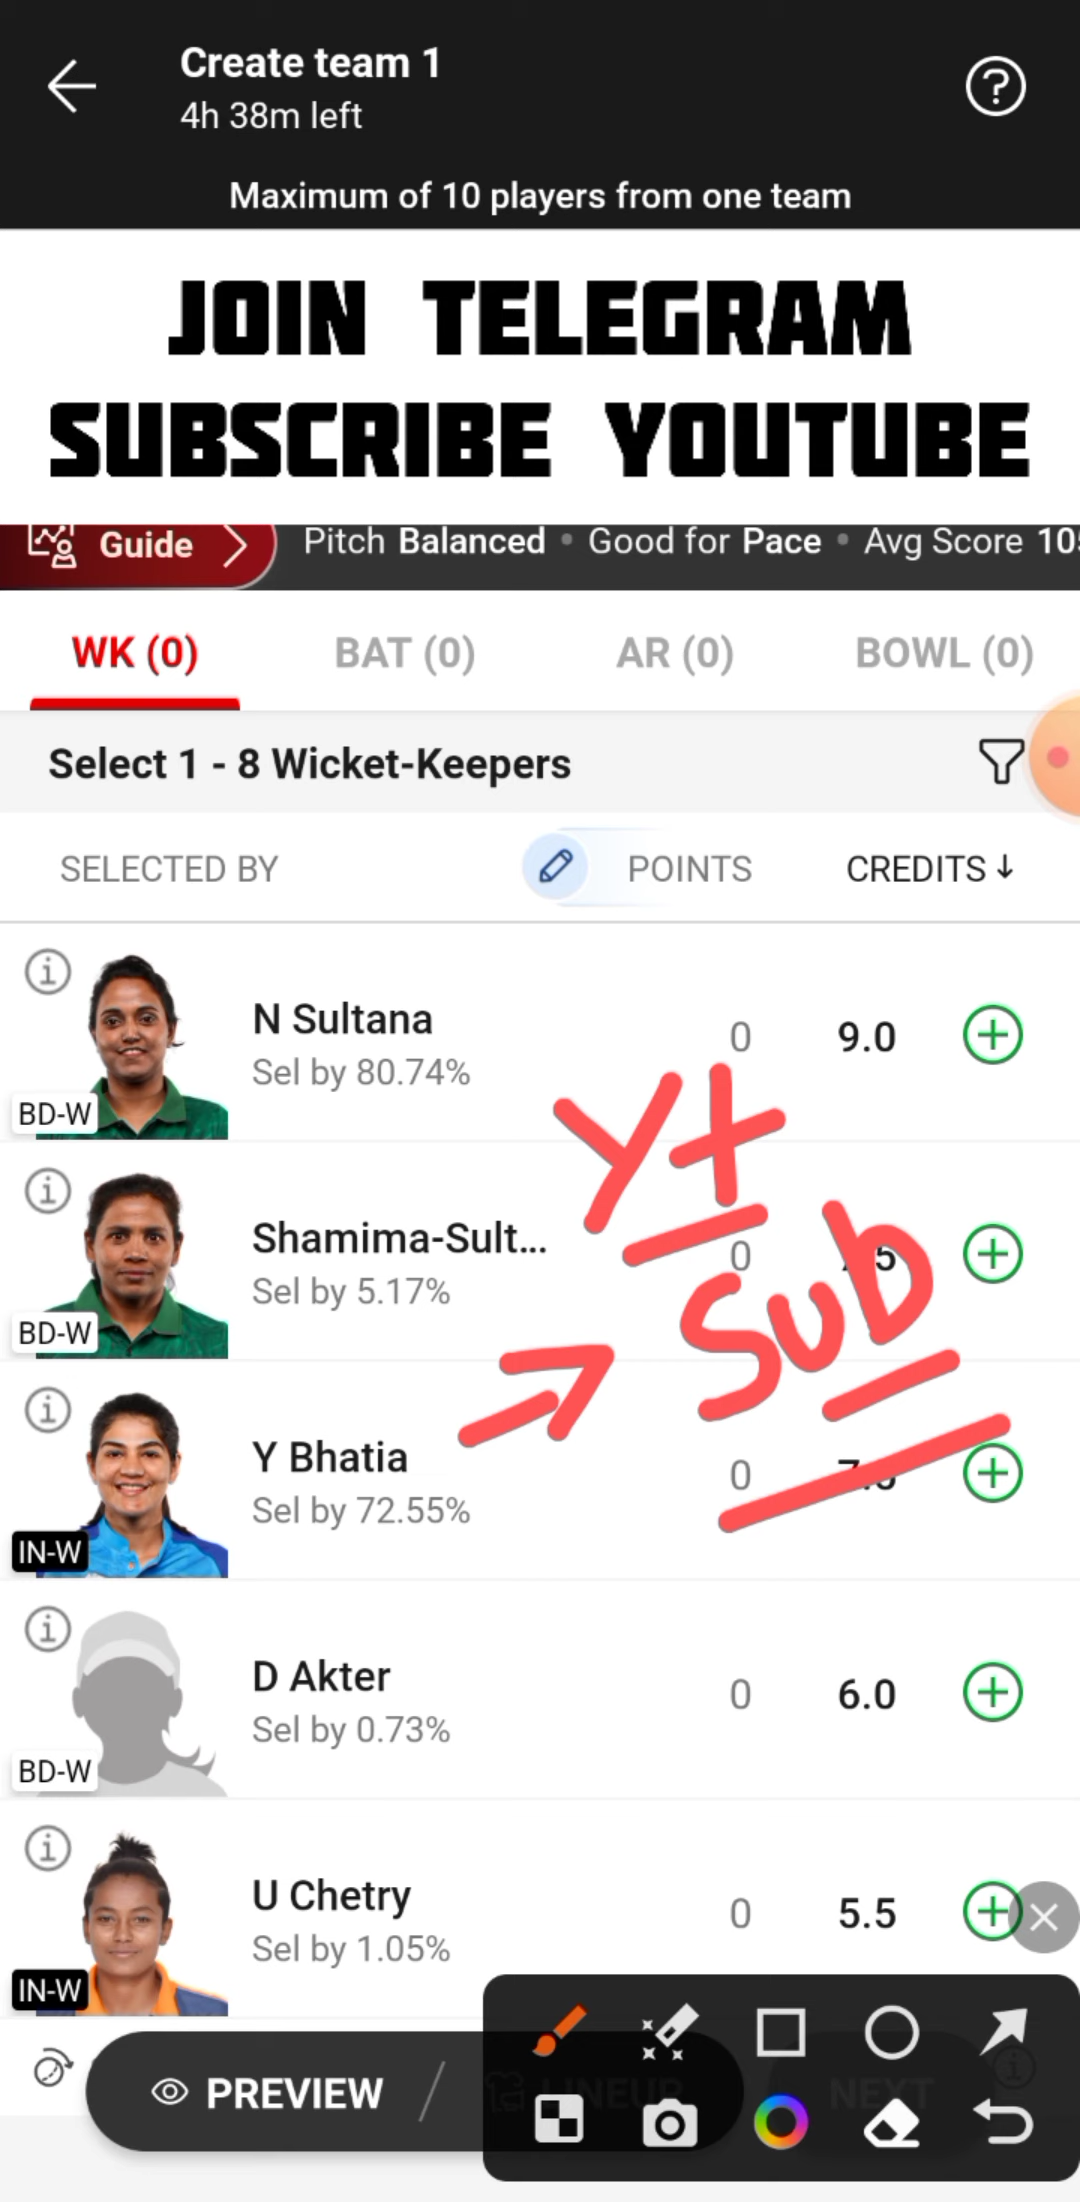 Create team 1
4h 38m left
Maximum of 10 players from one team
JOIN TELEGRAM
SUBSCRIBE YOUTUBE
Guide Pitch Balanced • Good for Pace • Avg Score
WK (0) BAT (0) AR (0) BOWL (0)
Select 1 - 8 Wicket-Keepers
SELECTED BY POINTS CREDITS ↓
N Sultana 0 9.0
Sel by 80.74%
BD-W
Yt
Shamima-Sult... 0
Sel by 5.17%
BD-W
Sub
Y Bhatia 0
Sel by 72.55%
IN-W
D Akter 0 6.0
Sel by 0.73%
BD-W
U Chetry 0 5.5
Sel by 1.05%
IN-W
PREVIEW / LINEUP NEXT